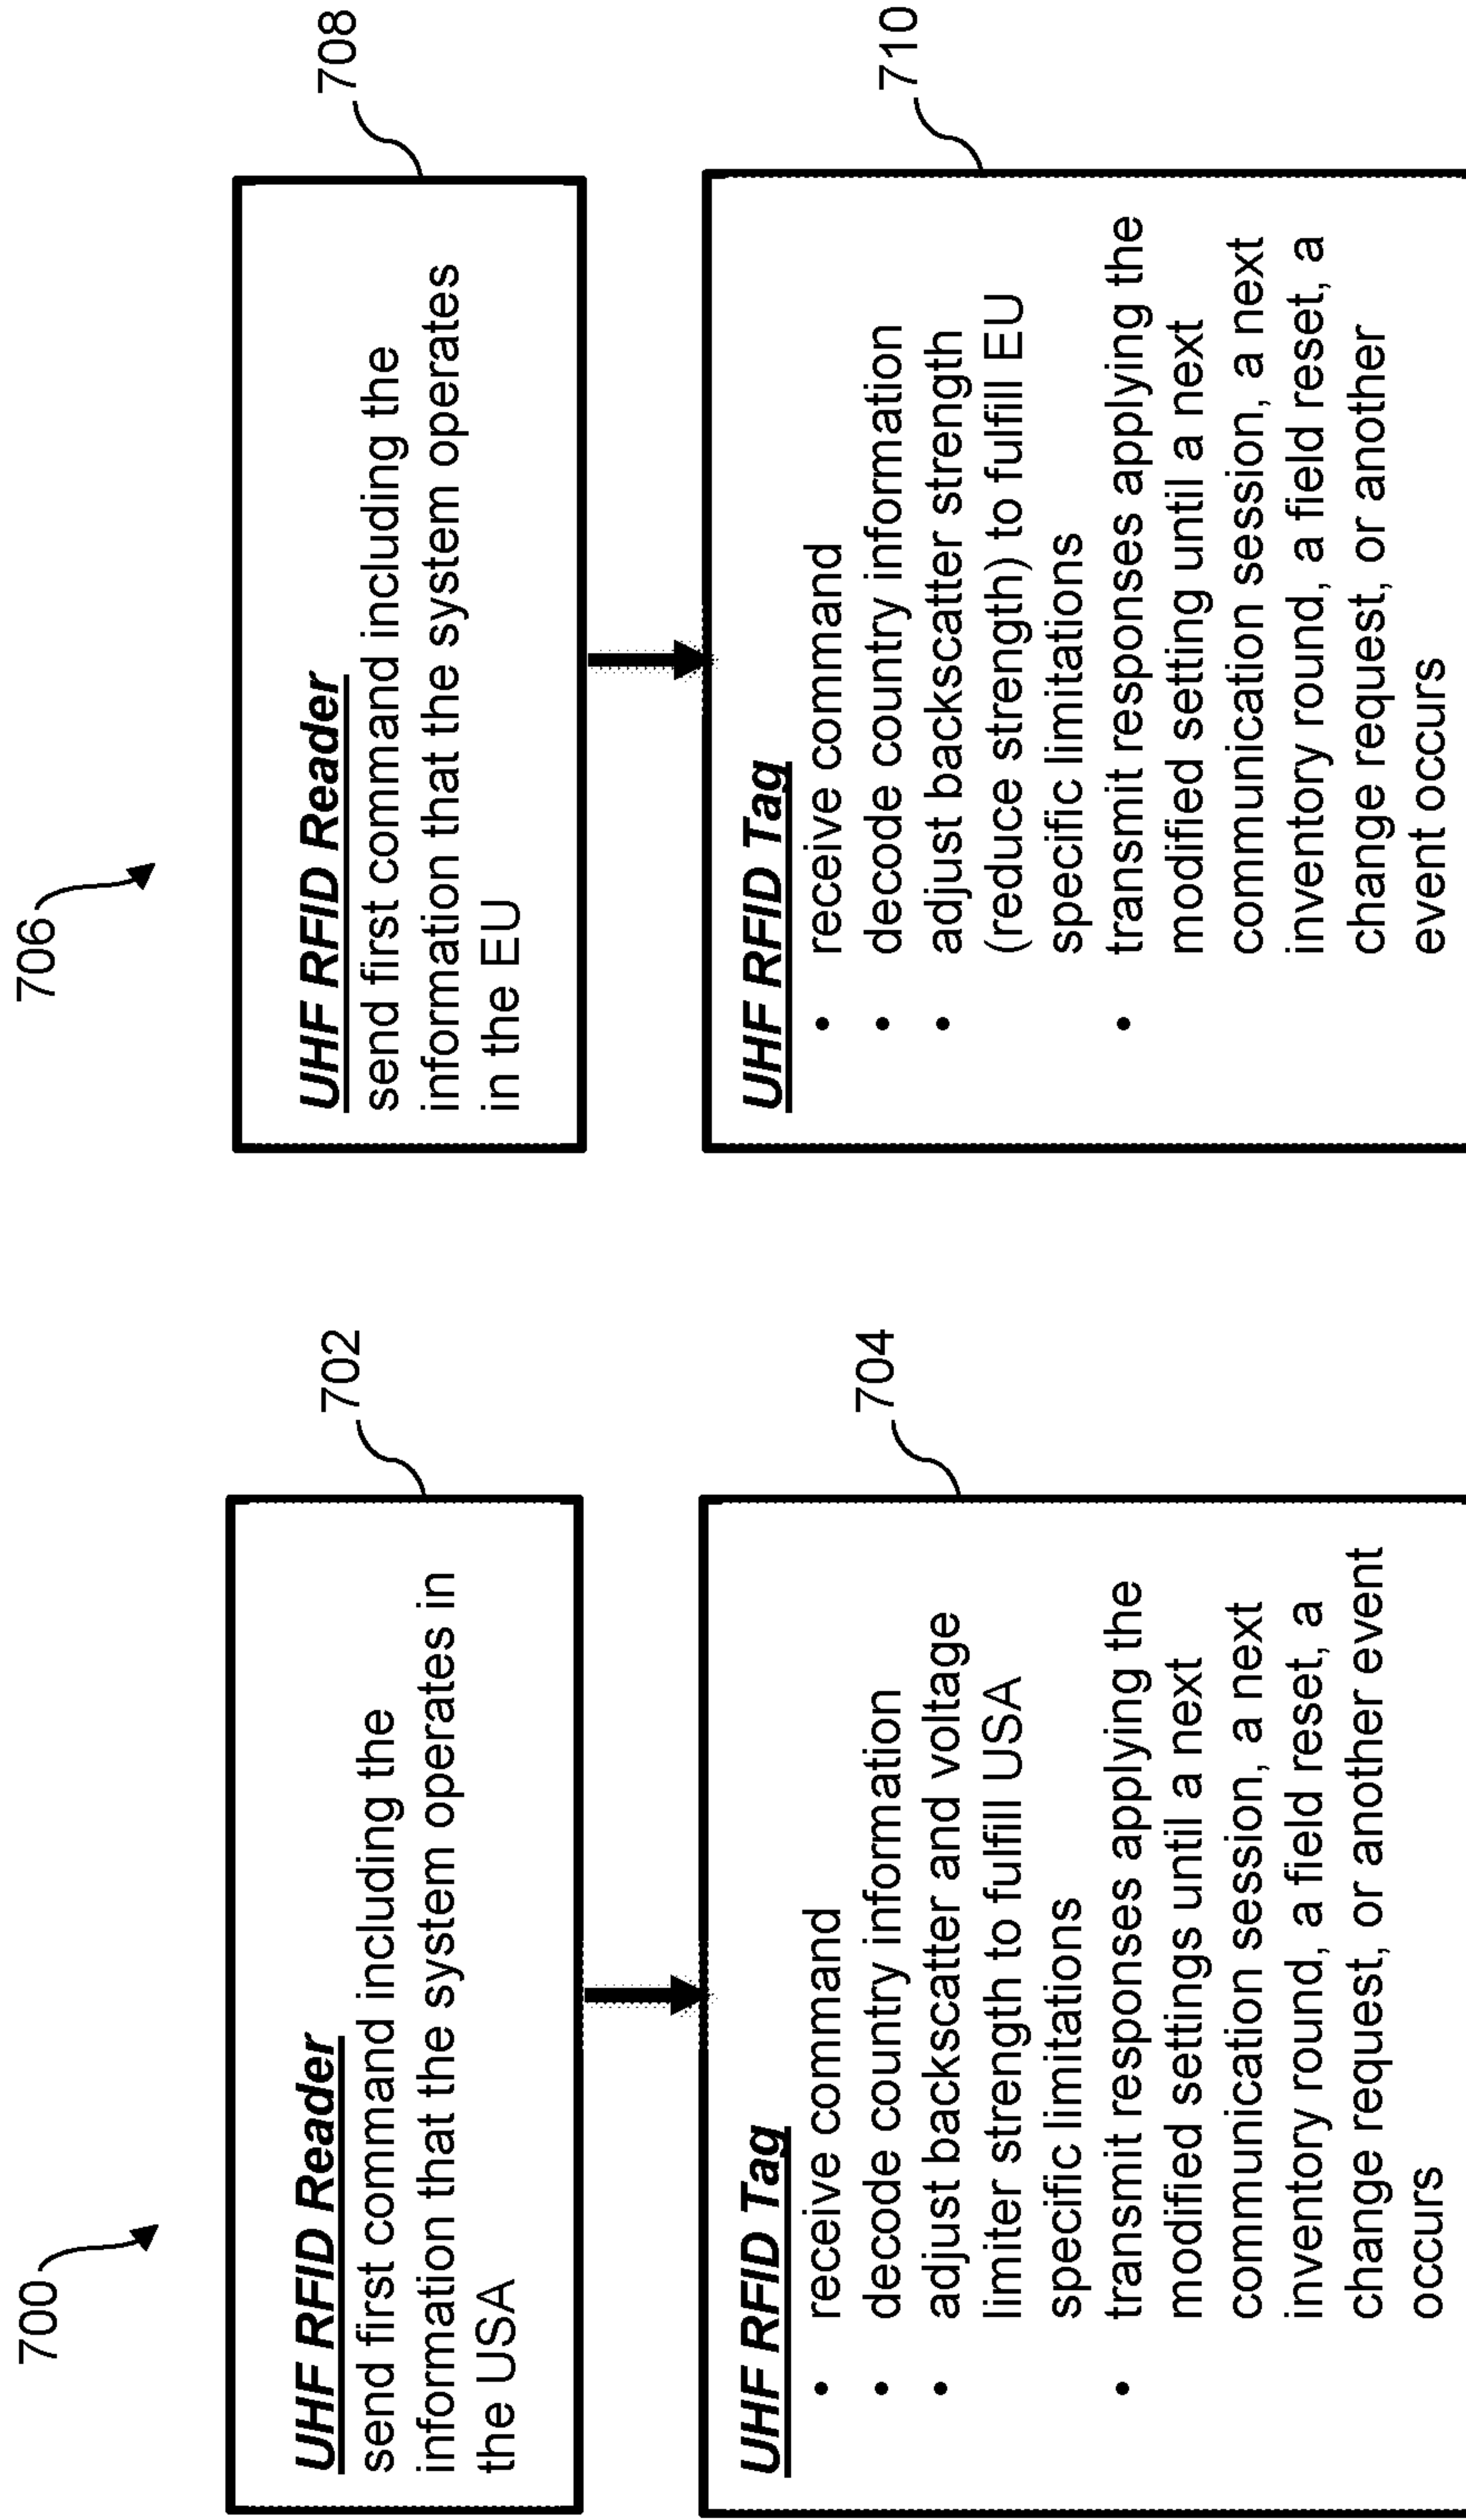 700
UHF RFID Reader
send first command including the
information that the system operates in
the USA
702
UHF RFID Tag
• receive command
• decode country information
• adjust backscatter and voltage
limiter strength to fulfill USA
specific limitations
• transmit responses applying the
modified settings until a next
communication session, a next
inventory round, a field reset, a
change request, or another event
occurs
704
706
UHF RFID Reader
send first command including the
information that the system operates
in the EU
708
UHF RFID Tag
• receive command
• decode country information
• adjust backscatter strength
(reduce strength) to fulfill EU
specific limitations
• transmit responses applying the
modified setting until a next
communication session, a next
inventory round, a field reset, a
change request, or another
event occurs
710